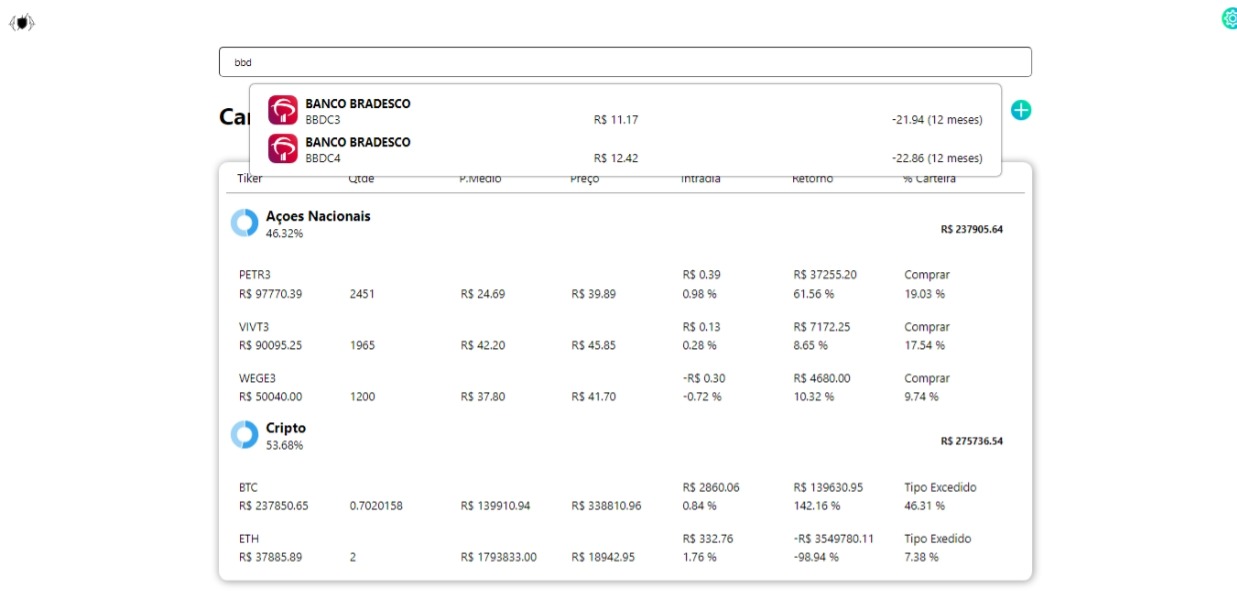 bbd
BANCO BRADESCO
BBDC3 R$ 11.17 -21.94 (12 meses)
BANCO BRADESCO
BBDC4 R$ 12.42 -22.86 (12 meses)
Car
Tiker Qtde P.Médio Preço Intradia Retorno % Carteira
Açoes Nacionais
46.32% R$ 237905.64
PETR3 R$ 0.39 R$ 37255.20 Comprar
R$ 97770.39 2451 R$ 24.69 R$ 39.89 0.98 % 61.56 % 19.03 %
VIVT3 R$ 0.13 R$ 7172.25 Comprar
R$ 90095.25 1965 R$ 42.20 R$ 45.85 0.28 % 8.65 % 17.54 %
WEGE3 -R$ 0.30 R$ 4680.00 Comprar
R$ 50040.00 1200 R$ 37.80 R$ 41.70 -0.72 % 10.32 % 9.74 %
Cripto
53.68% R$ 275736.54
BTC R$ 2860.06 R$ 139630.95 Tipo Excedido
R$ 237850.65 0.7020158 R$ 139910.94 R$ 338810.96 0.84 % 142.16 % 46.31 %
ETH R$ 332.76 -R$ 3549780.11 Tipo Exedido
R$ 37885.89 2 R$ 1793833.00 R$ 18942.95 1.76 % -98.94 % 7.38 %